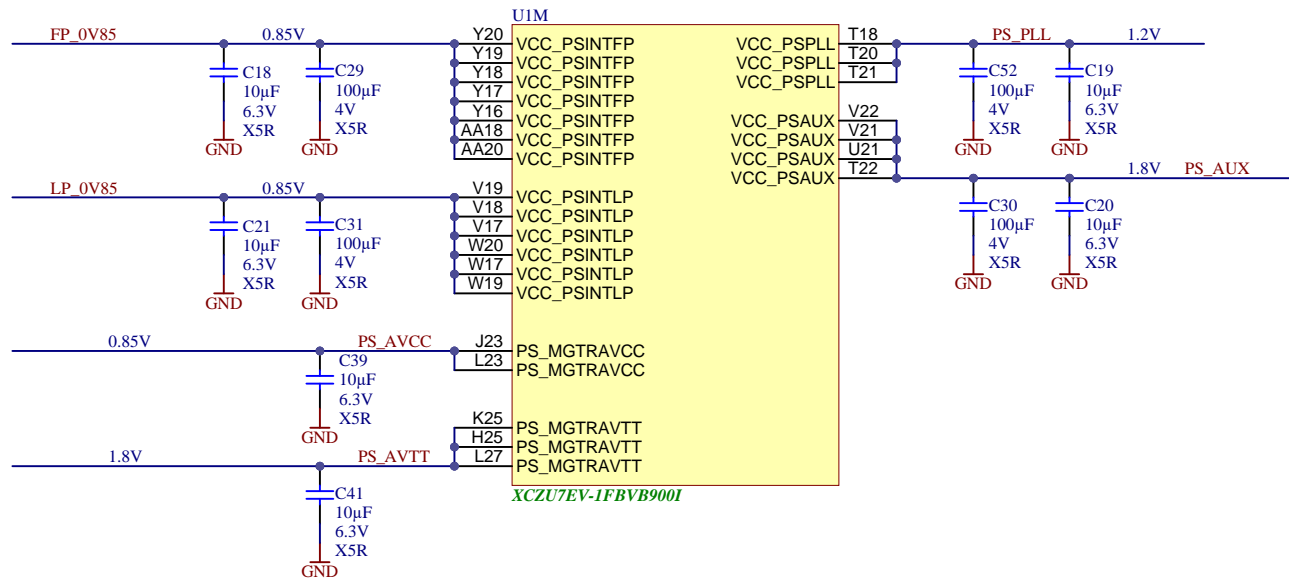 U1M
FP_0V85 0.85V
Y20 VCC_PSINTFP
Y19 VCC_PSINTFP
Y18 VCC_PSINTFP
Y17 VCC_PSINTFP
Y16 VCC_PSINTFP
AA18 VCC_PSINTFP
AA20 VCC_PSINTFP
C18
10µF
6.3V
X5R
GND
C29
100µF
4V
X5R
GND
LP_0V85 0.85V
V19 VCC_PSINTLP
V18 VCC_PSINTLP
V17 VCC_PSINTLP
W20 VCC_PSINTLP
W17 VCC_PSINTLP
W19 VCC_PSINTLP
C21
10µF
6.3V
X5R
GND
C31
100µF
4V
X5R
GND
0.85V PS_AVCC
J23 PS_MGTRAVCC
L23 PS_MGTRAVCC
C39
10µF
6.3V
X5R
GND
K25 PS_MGTRAVTT
H25 PS_MGTRAVTT
L27 PS_MGTRAVTT
1.8V PS_AVTT
C41
10µF
6.3V
X5R
GND
XCZU7EV-1FBVB900I
VCC_PSPLL T18
VCC_PSPLL T20
VCC_PSPLL T21
PS_PLL 1.2V
C52
100µF
4V
X5R
GND
C19
10µF
6.3V
X5R
GND
VCC_PSAUX V22
VCC_PSAUX V21
VCC_PSAUX U21
VCC_PSAUX T22
1.8V PS_AUX
C30
100µF
4V
X5R
GND
C20
10µF
6.3V
X5R
GND